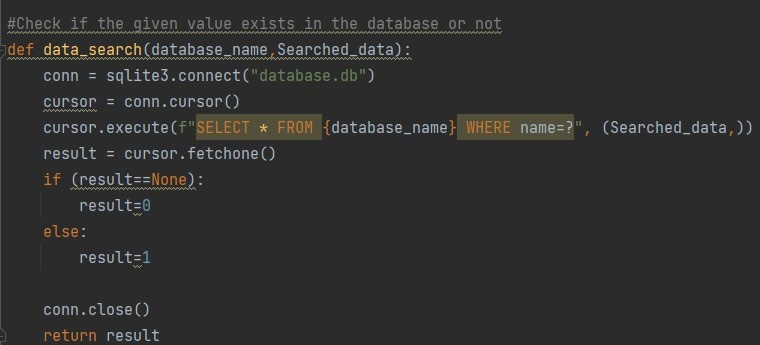 #Check if the given value exists in the database or not
def data_search(database_name,Searched_data):
    conn = sqlite3.connect("database.db")
    cursor = conn.cursor()
    cursor.execute(f"SELECT * FROM {database_name} WHERE name=?", (Searched_data,))
    result = cursor.fetchone()
    if (result==None):
        result=0
    else:
        result=1
    conn.close()
    return result